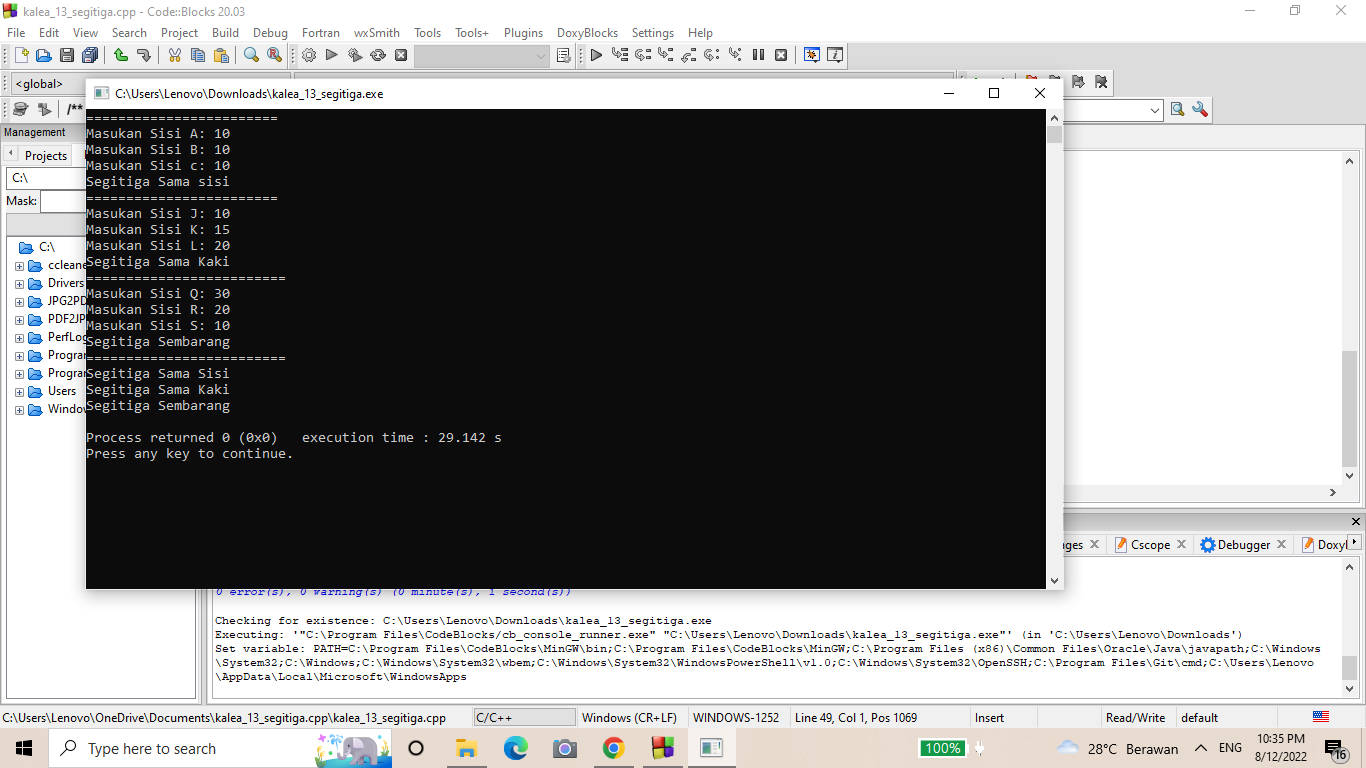 kalea_13_segitiga.cpp - Code::Blocks 20.03
File Edit View Search Project Build Debug Fortran wxSmith Tools Tools+ Plugins DoxyBlocks Settings Help
<global>
/**
Management
Projects
C:\
Mask:
C:\
Drivers
Users
C:\Users\Lenovo\Downloads\kalea_13_segitiga.exe
========================
Masukan Sisi A: 10
Masukan Sisi B: 10
Masukan Sisi c: 10
Segitiga Sama sisi
========================
Masukan Sisi J: 10
Masukan Sisi K: 15
Masukan Sisi L: 20
Segitiga Sama Kaki
=========================
Masukan Sisi Q: 30
Masukan Sisi R: 20
Masukan Sisi S: 10
Segitiga Sembarang
=========================
Segitiga Sama Sisi
Segitiga Sama Kaki
Segitiga Sembarang
Process returned 0 (0x0)   execution time : 29.142 s
Press any key to continue.
Cscope Debugger
0 error(s), 0 warning(s) (0 minute(s), 1 second(s))
Checking for existence: C:\Users\Lenovo\Downloads\kalea_13_segitiga.exe
Executing: '"C:\Program Files\CodeBlocks/cb_console_runner.exe" "C:\Users\Lenovo\Downloads\kalea_13_segitiga.exe"' (in 'C:\Users\Lenovo\Downloads')
Set variable: PATH=C:\Program Files\CodeBlocks\MinGW\bin;C:\Program Files\CodeBlocks\MinGW;C:\Program Files (x86)\Common Files\Oracle\Java\javapath;C:\Windows
\System32;C:\Windows;C:\Windows\System32\wbem;C:\Windows\System32\WindowsPowerShell\v1.0;C:\Windows\System32\OpenSSH;C:\Program Files\Git\cmd;C:\Users\Lenovo
\AppData\Local\Microsoft\WindowsApps
C:\Users\Lenovo\OneDrive\Documents\kalea_13_segitiga.cpp\kalea_13_segitiga.cpp C/C++ Windows (CR+LF) WINDOWS-1252 Line 49, Col 1, Pos 1069 Insert Read/Write default
Type here to search
100%
28°C Berawan
ENG
10:35 PM
8/12/2022
16